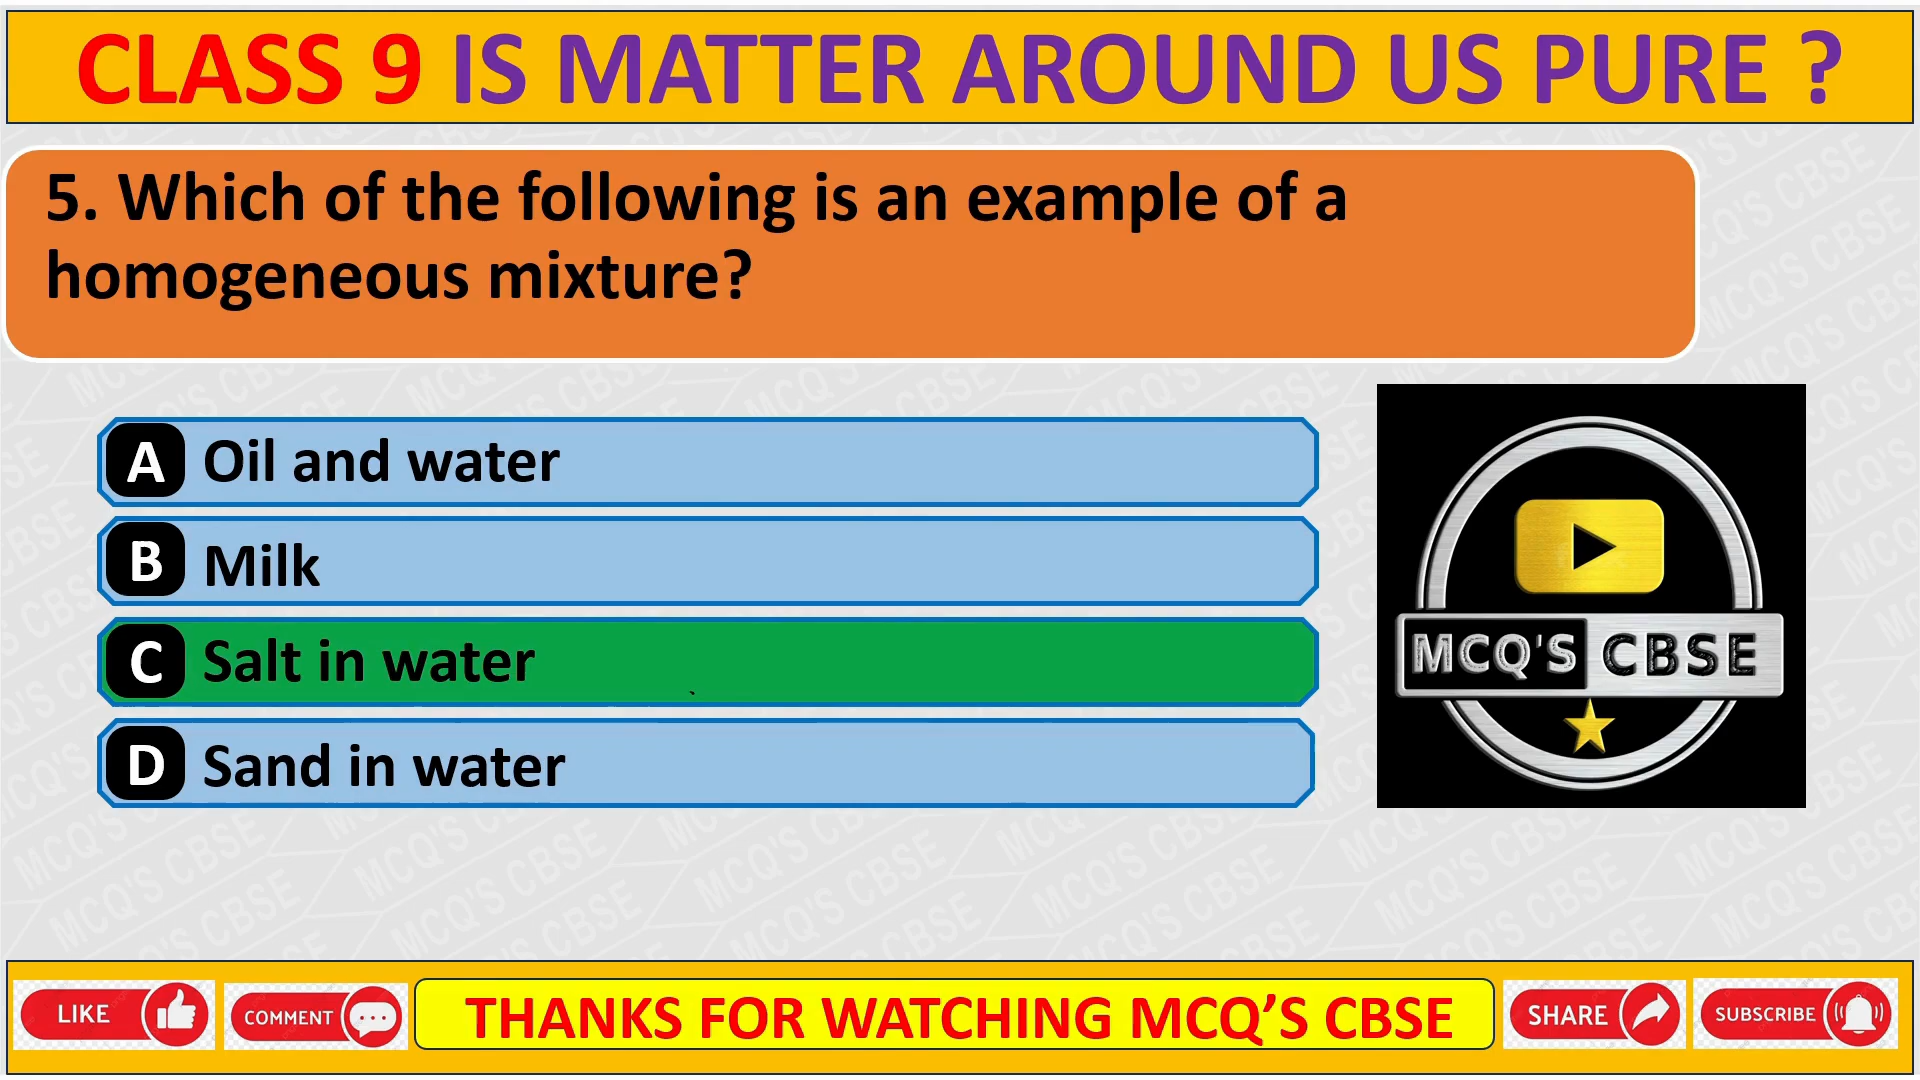 CLASS 9 IS MATTER AROUND US PURE ?
5. Which of the following is an example of a
homogeneous mixture?
A Oil and water
B Milk
C Salt in water
D Sand in water
MCQ'S CBSE
LIKE
COMMENT
THANKS FOR WATCHING MCQ’S CBSE
SHARE
SUBSCRIBE